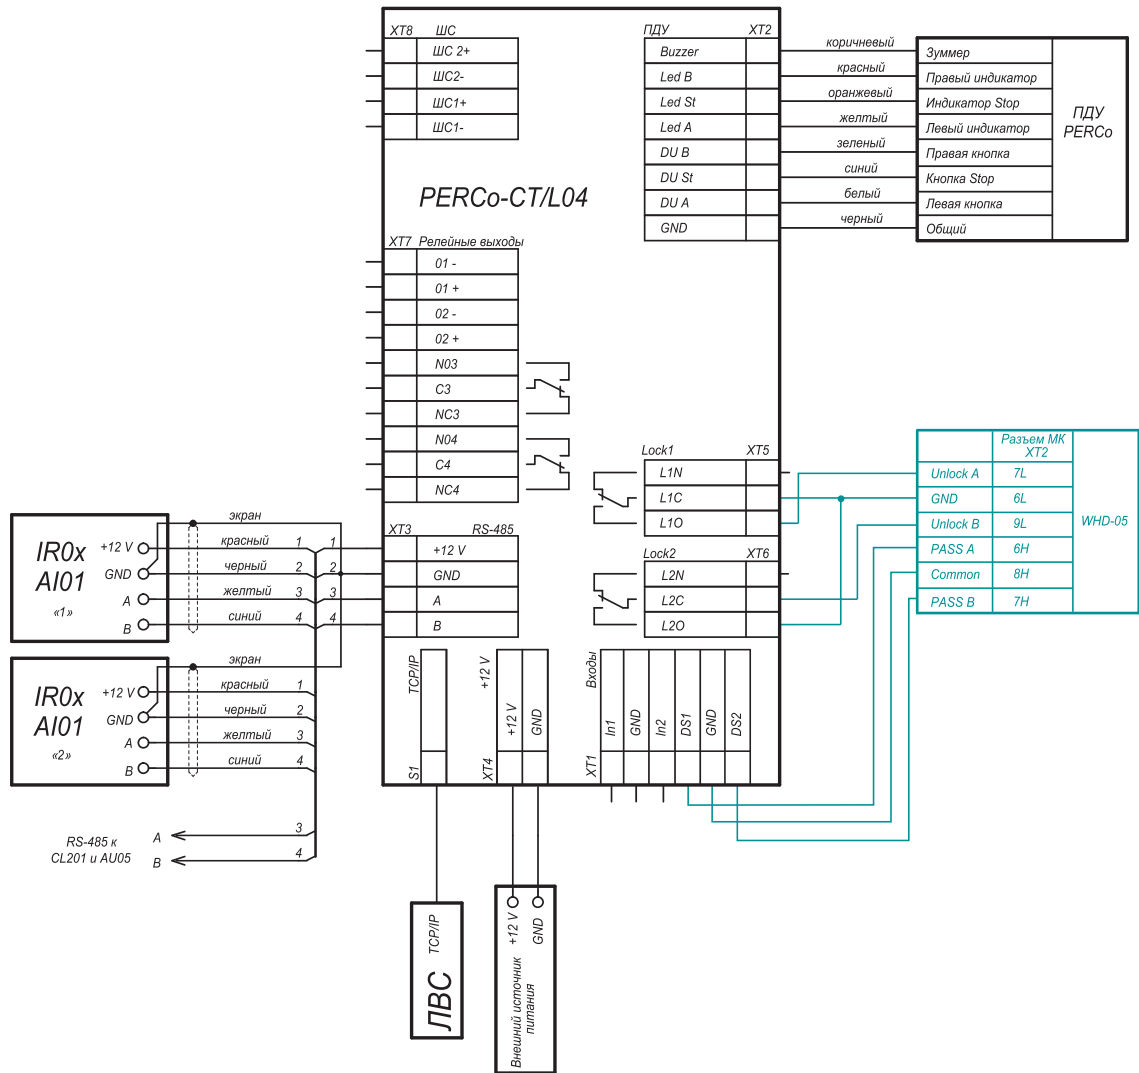 XT8 ШС
ШС 2+
ШС2-
ШС1+
ШС1-
ПДУ XT2
Buzzer
Led B
Led St
Led A
DU B
DU St
DU A
GND
коричневый
красный
оранжевый
желтый
зеленый
синий
белый
черный
Зуммер
Правый индикатор
Индикатор Stop
Левый индикатор
Правая кнопка
Кнопка Stop
Левая кнопка
Общий
ПДУ
PERCo
PERCo-CT/L04
XT7 Релейные выходы
01 -
01 +
02 -
02 +
N03
C3
NC3
N04
C4
NC4
Lock1 XT5
L1N
L1C
L1O
Lock2 XT6
L2N
L2C
L2O
Разъем МК
XT2
Unlock A 7L
GND 6L
Unlock B 9L
PASS A 6H
Common 8H
PASS B 7H
WHD-05
XT3 RS-485
+12 V
GND
A
B
IR0x
AI01
«1»
+12 V
GND
A
B
экран
красный 1 1
черный 2 2
желтый 3 3
синий 4 4
IR0x
AI01
«2»
+12 V
GND
A
B
экран
красный 1
черный 2
желтый 3
синий 4
RS-485 к
CL201 и AU05
A 3
B 4
TCP/IP
S1
+12 V
XT4
+12 V
GND
Входы
XT1
In1
GND
In2
DS1
GND
DS2
ЛВС
TCP/IP
+12 V
GND
Внешний источник
питания